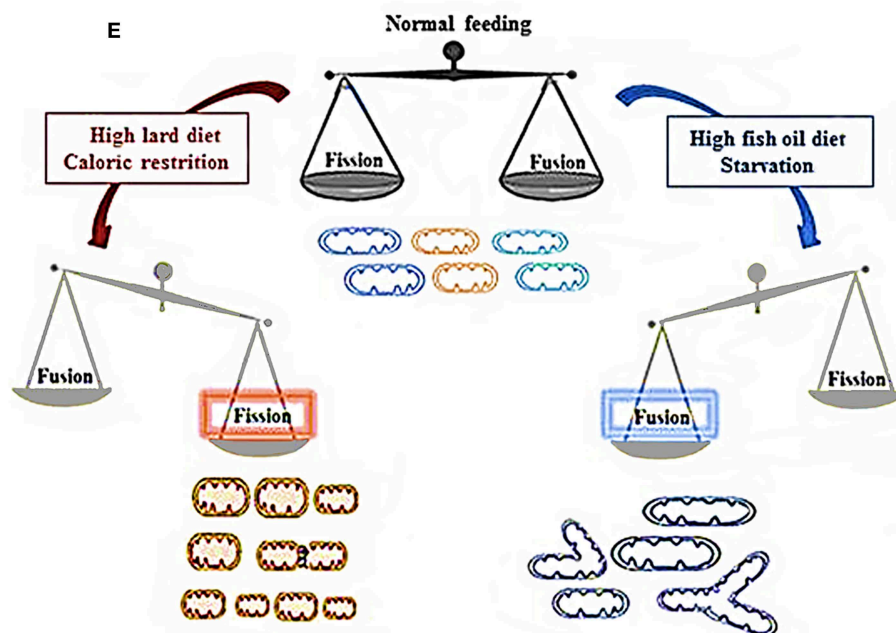 E
Normal feeding
High lard diet
Caloric restrition
High fish oil diet
Starvation
Fission
Fusion
Fusion
Fission
Fusion
Fission